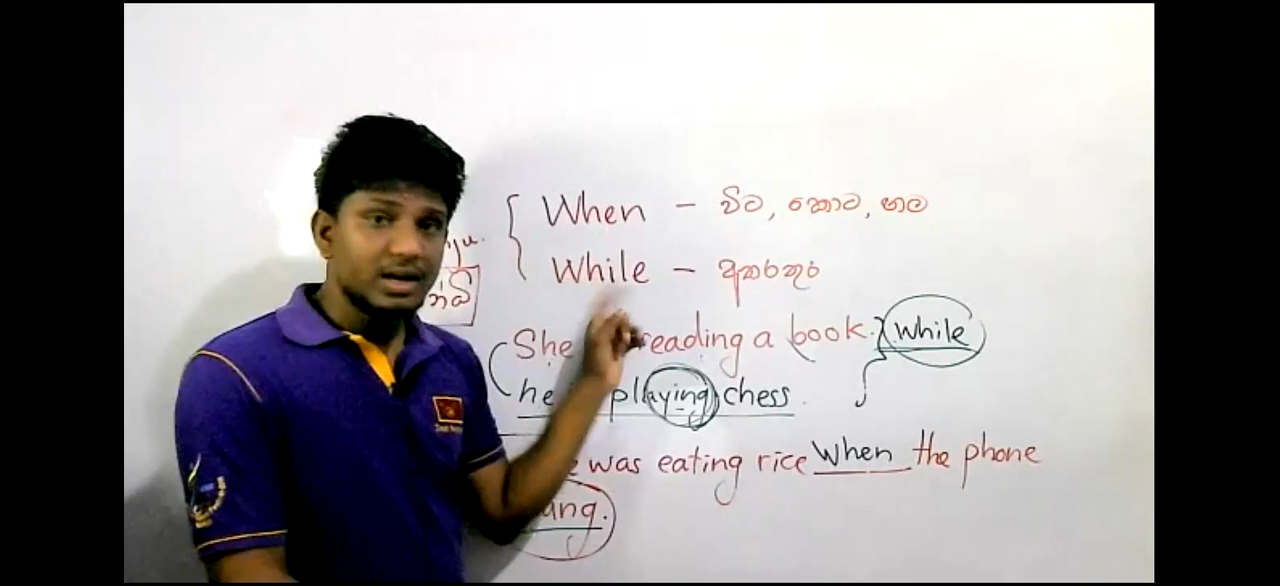 When – විට, කොට, හම
While – අතරතුර
She reading a book. while
he playing chess.
was eating rice when the phone